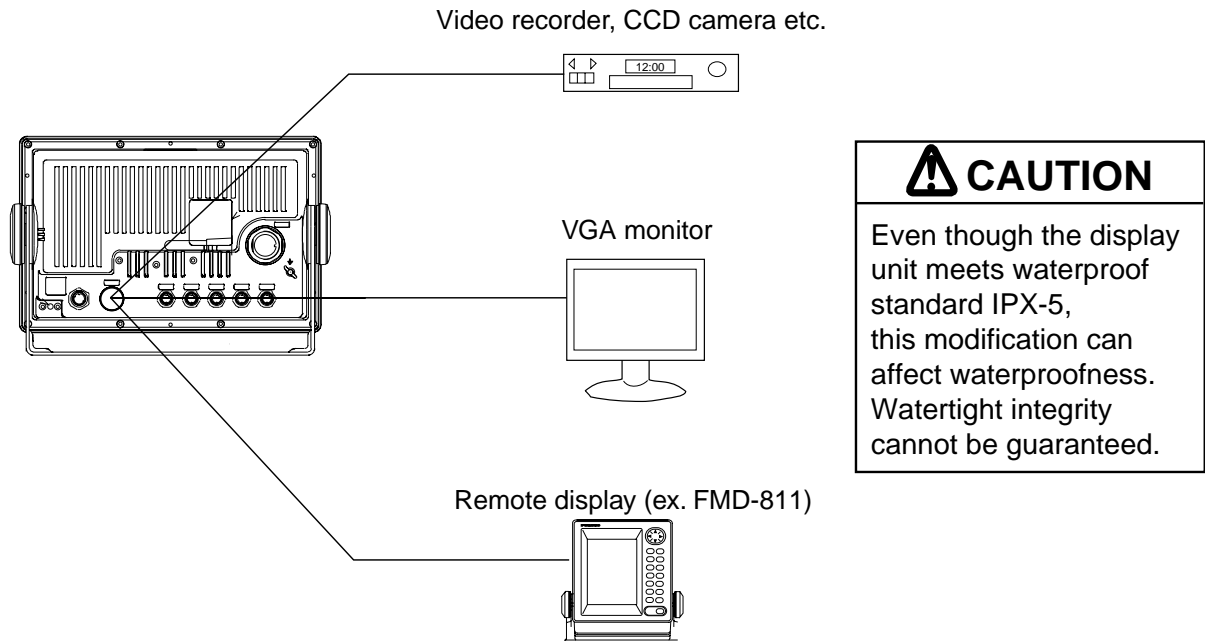 Video recorder, CCD camera etc.
12:00
VGA monitor
Remote display (ex. FMD-811)
CAUTION
Even though the display
unit meets waterproof
standard IPX-5,
this modification can
affect waterproofness.
Watertight integrity
cannot be guaranteed.